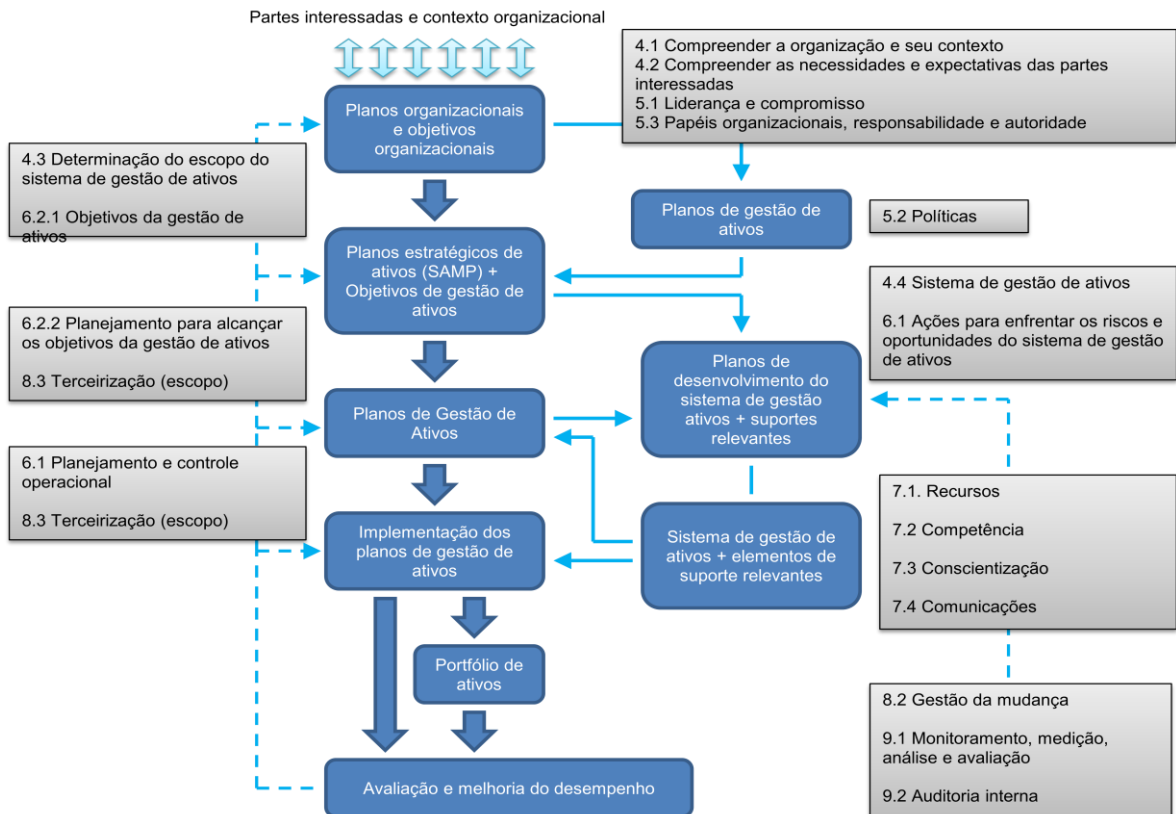 Partes interessadas e contexto organizacional
4.1 Compreender a organização e seu contexto
4.2 Compreender as necessidades e expectativas das partes
interessadas
5.1 Liderança e compromisso
5.3 Papéis organizacionais, responsabilidade e autoridade
Planos organizacionais
e objetivos
organizacionais
4.3 Determinação do escopo do
sistema de gestão de ativos
6.2.1 Objetivos da gestão de
ativos
Planos de gestão de
ativos
5.2 Políticas
Planos estratégicos de
ativos (SAMP) +
Objetivos de gestão de
ativos
4.4 Sistema de gestão de ativos
6.1 Ações para enfrentar os riscos e
oportunidades do sistema de gestão
de ativos
6.2.2 Planejamento para alcançar
os objetivos da gestão de ativos
8.3 Terceirização (escopo)
Planos de
desenvolvimento do
sistema de gestão
ativos + suportes
relevantes
Planos de Gestão de
Ativos
6.1 Planejamento e controle
operacional
8.3 Terceirização (escopo)
Implementação dos
planos de gestão de
ativos
Sistema de gestão de
ativos + elementos de
suporte relevantes
7.1. Recursos
7.2 Competência
7.3 Conscientização
7.4 Comunicações
Portfólio de
ativos
8.2 Gestão da mudança
9.1 Monitoramento, medição,
análise e avaliação
9.2 Auditoria interna
Avaliação e melhoria do desempenho